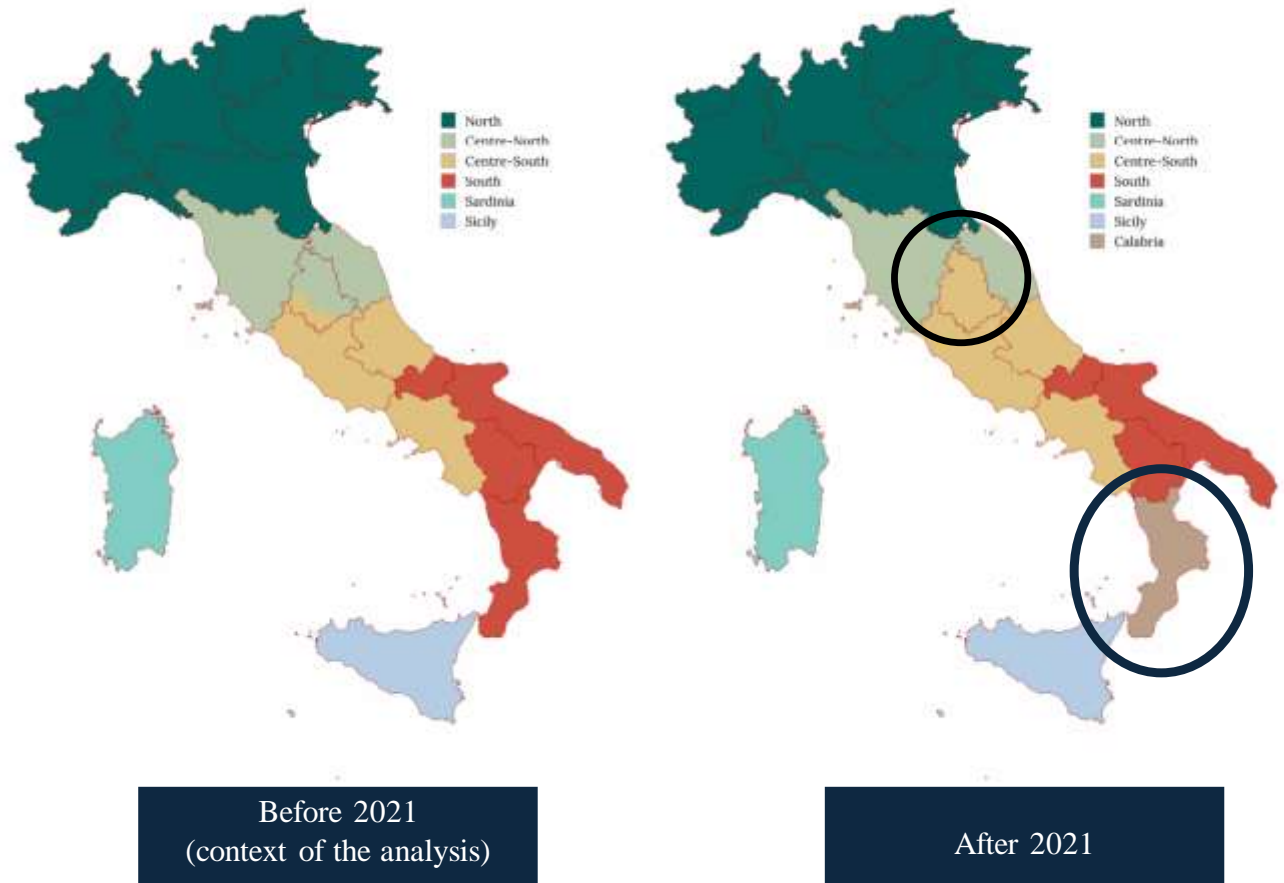 North
Centre-North
Centre-South
South
Sardinia
Sicily
North
Centre-North
Centre-South
South
Sardinia
Sicily
Calabria
Before 2021
(context of the analysis)
After 2021